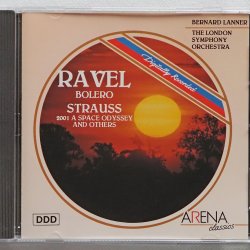 BERNARD LANNER
THE LONDON
SYMPHONY
ORCHESTRA
Digitally Recorded
RAVEL
BOLERO
STRAUSS
2001 A SPACE ODYSSEY
AND OTHERS
DDD
ARENA
classics